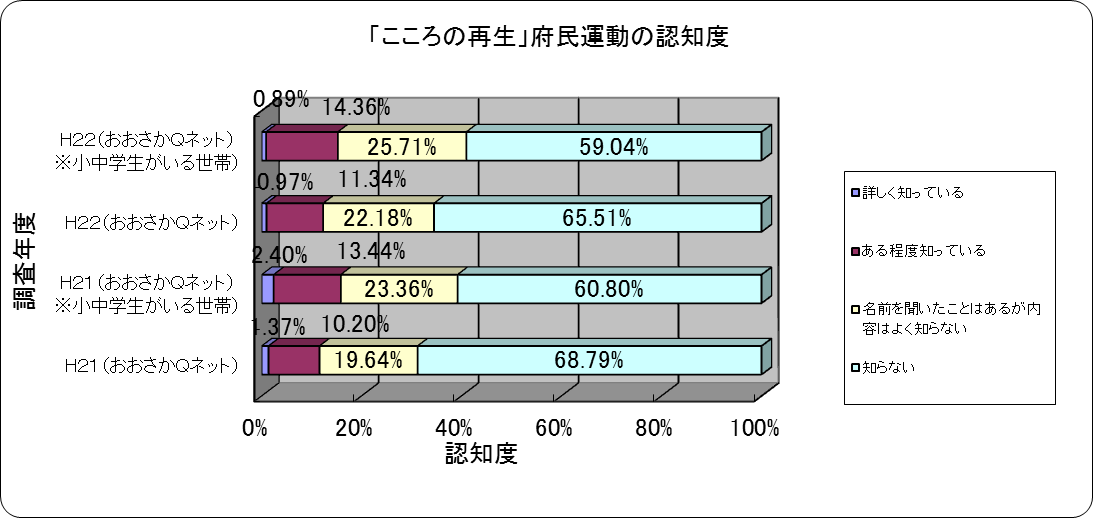 「こころの再生」府民運動の認知度
調査年度
H22(おおさかQネット)
※小中学生がいる世帯)
0.89% 14.36% 25.71% 59.04%
H22(おおさかQネット)
0.97% 11.34% 22.18% 65.51%
H21(おおさかQネット)
※小中学生がいる世帯)
2.40% 13.44% 23.36% 60.80%
H21(おおさかQネット)
1.37% 10.20% 19.64% 68.79%
0% 20% 40% 60% 80% 100%
認知度
詳しく知っている
ある程度知っている
名前を聞いたことはあるが内
容はよく知らない
知らない